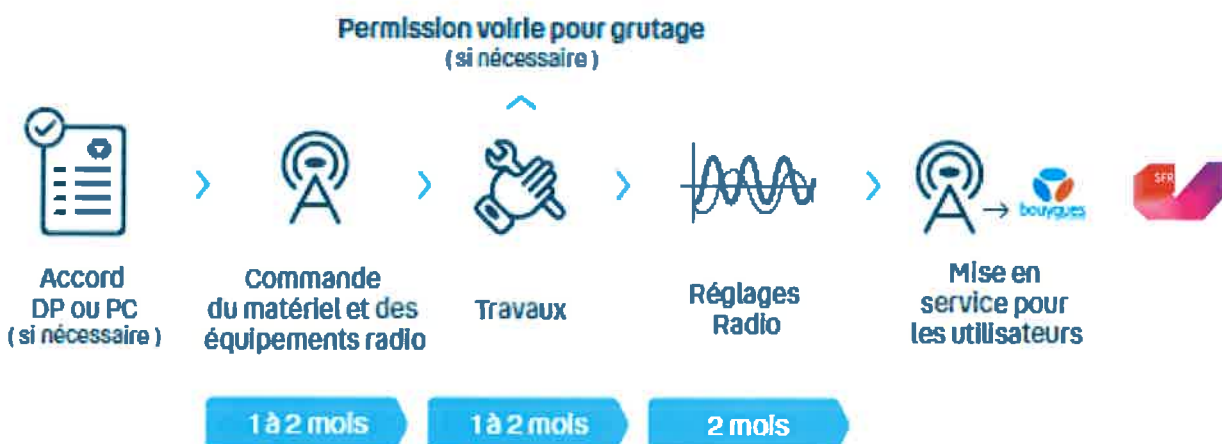 Permission voirie pour grutage
( si nécessaire )
Accord
DP ou PC
( si nécessaire )
Commande
du matériel et des
équipements radio
Travaux
Réglages
Radio
bouygues
SFR
Mise en
service pour
les utilisateurs
1 à 2 mois
1 à 2 mois
2 mois